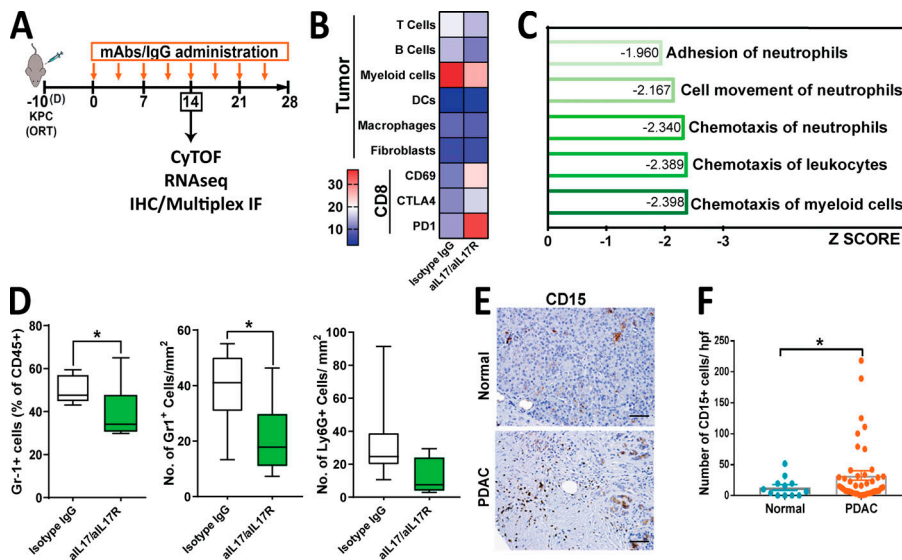 A
mAbs/IgG administration
-10 (D) 0 7 14 21 28
KPC
(ORT)
CyTOF
RNAseq
IHC/Multiplex IF
B
Tumor
T Cells
B Cells
Myeloid cells
DCs
Macrophages
Fibroblasts
CD8
CD69
CTLA4
PD1
30
20
10
Isotype IgG
aIL17/aIL17R
C
-1.960 Adhesion of neutrophils
-2.167 Cell movement of neutrophils
-2.340 Chemotaxis of neutrophils
-2.389 Chemotaxis of leukocytes
-2.398 Chemotaxis of myeloid cells
0 -1 -2 -3 Z SCORE
D
Gr-1+ cells (% of CD45+)
80
60
40
20
0
*
Isotype IgG
aIL17/aIL17R
No. of Gr1+ Cells/mm2
60
40
20
0
*
Isotype IgG
aIL17/aIL17R
No. of Ly6G+ Cells/ mm2
100
80
60
40
20
0
Isotype IgG
aIL17/aIL17R
E
CD15
Normal
PDAC
F
Number of CD15+ cells/ hpf
250
200
150
100
50
0
*
Normal PDAC